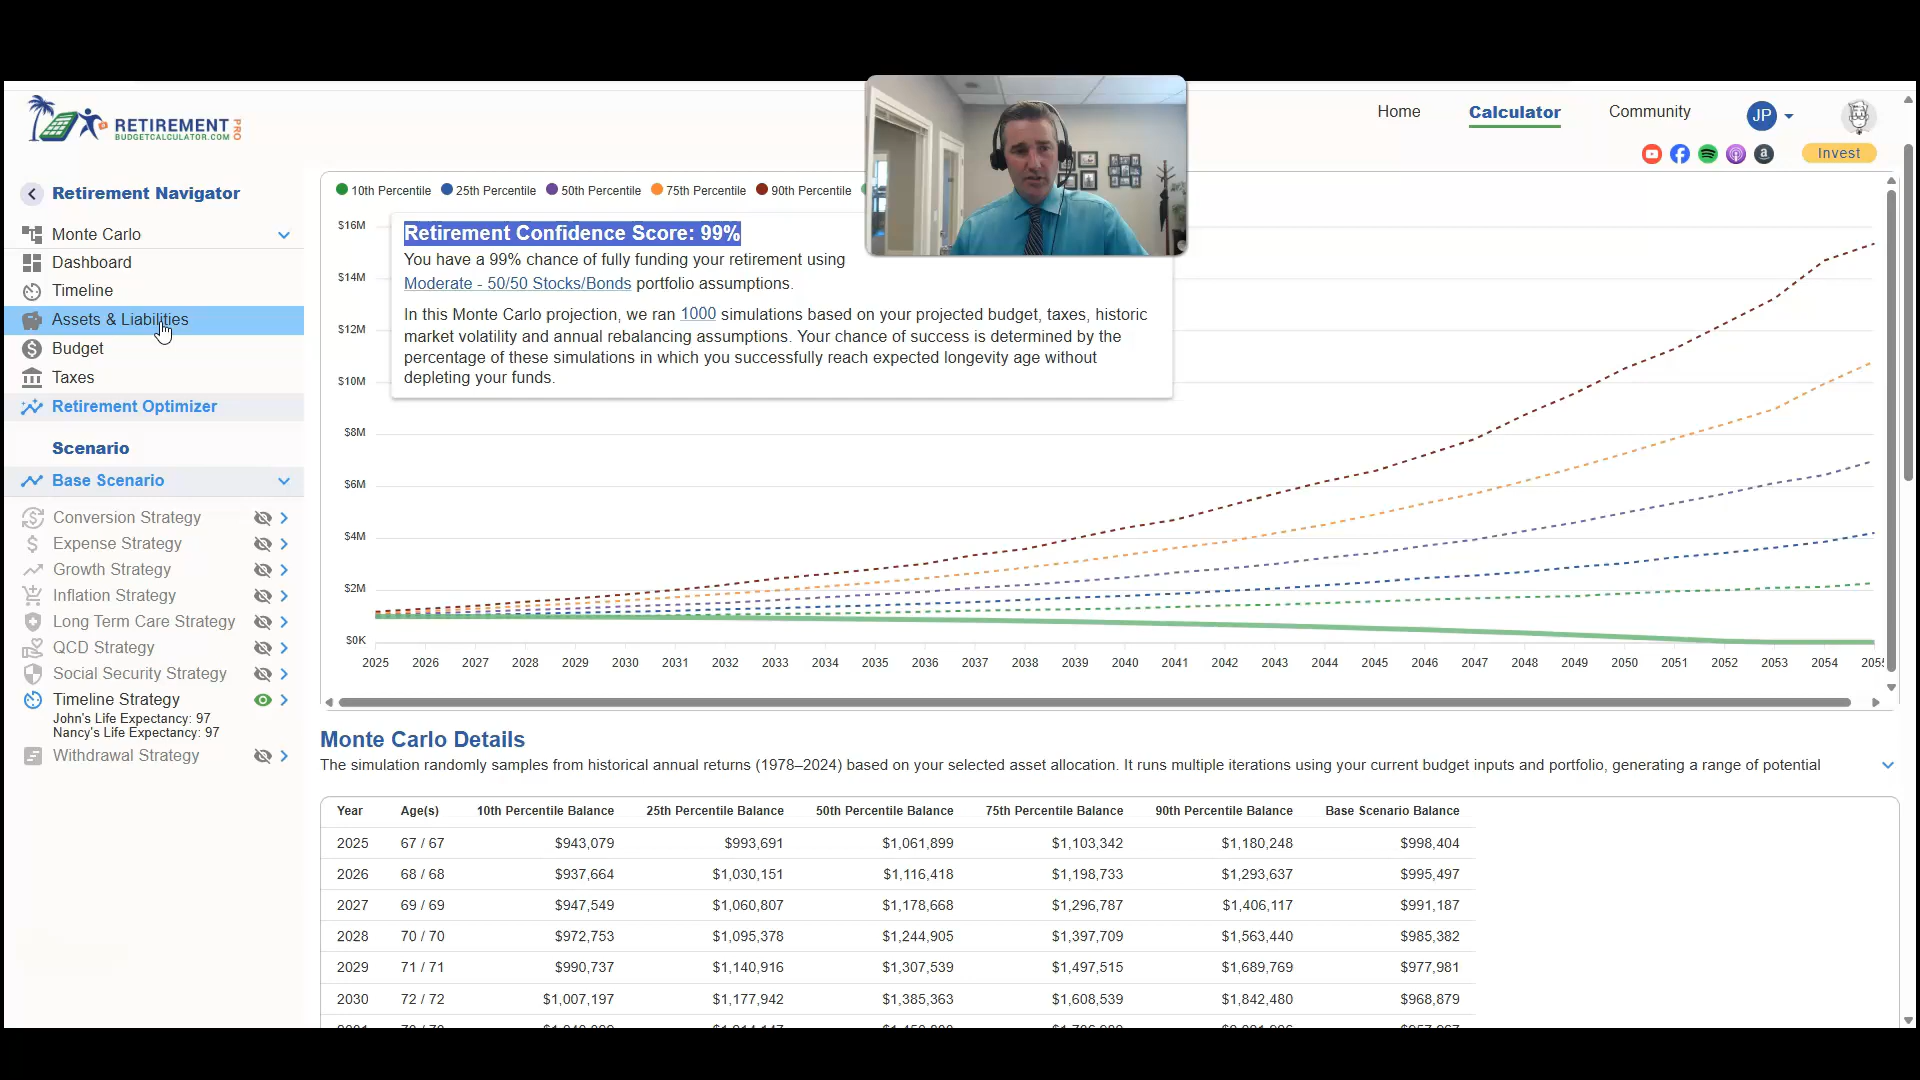 RETIREMENT PRO
BUDGETCALCULATOR.COM
Home
Calculator
Community
JP
a
Invest
Retirement Navigator
Monte Carlo
Dashboard
Timeline
Assets & Liabilities
Budget
Taxes
Retirement Optimizer
Scenario
Base Scenario
Conversion Strategy
Expense Strategy
Growth Strategy
Inflation Strategy
Long Term Care Strategy
QCD Strategy
Social Security Strategy
Timeline Strategy
John's Life Expectancy: 97
Nancy's Life Expectancy: 97
Withdrawal Strategy
10th Percentile 25th Percentile 50th Percentile 75th Percentile 90th Percentile
Retirement Confidence Score: 99%
You have a 99% chance of fully funding your retirement using
Moderate - 50/50 Stocks/Bonds portfolio assumptions.
In this Monte Carlo projection, we ran 1000 simulations based on your projected budget, taxes, historic
market volatility and annual rebalancing assumptions. Your chance of success is determined by the
percentage of these simulations in which you successfully reach expected longevity age without
depleting your funds.
$16M
$14M
$12M
$10M
$8M
$6M
$4M
$2M
$0K
2025 2026 2027 2028 2029 2030 2031 2032 2033 2034 2035 2036 2037 2038 2039 2040 2041 2042 2043 2044 2045 2046 2047 2048 2049 2050 2051 2052 2053 2054 2055
Monte Carlo Details
The simulation randomly samples from historical annual returns (1978–2024) based on your selected asset allocation. It runs multiple iterations using your current budget inputs and portfolio, generating a range of potential
Year Age(s) 10th Percentile Balance 25th Percentile Balance 50th Percentile Balance 75th Percentile Balance 90th Percentile Balance Base Scenario Balance
2025 67 / 67 $943,079 $993,691 $1,061,899 $1,103,342 $1,180,248 $998,404
2026 68 / 68 $937,664 $1,030,151 $1,116,418 $1,198,733 $1,293,637 $995,497
2027 69 / 69 $947,549 $1,060,807 $1,178,668 $1,296,787 $1,406,117 $991,187
2028 70 / 70 $972,753 $1,095,378 $1,244,905 $1,397,709 $1,563,440 $985,382
2029 71 / 71 $990,737 $1,140,916 $1,307,539 $1,497,515 $1,689,769 $977,981
2030 72 / 72 $1,007,197 $1,177,942 $1,385,363 $1,608,539 $1,842,480 $968,879